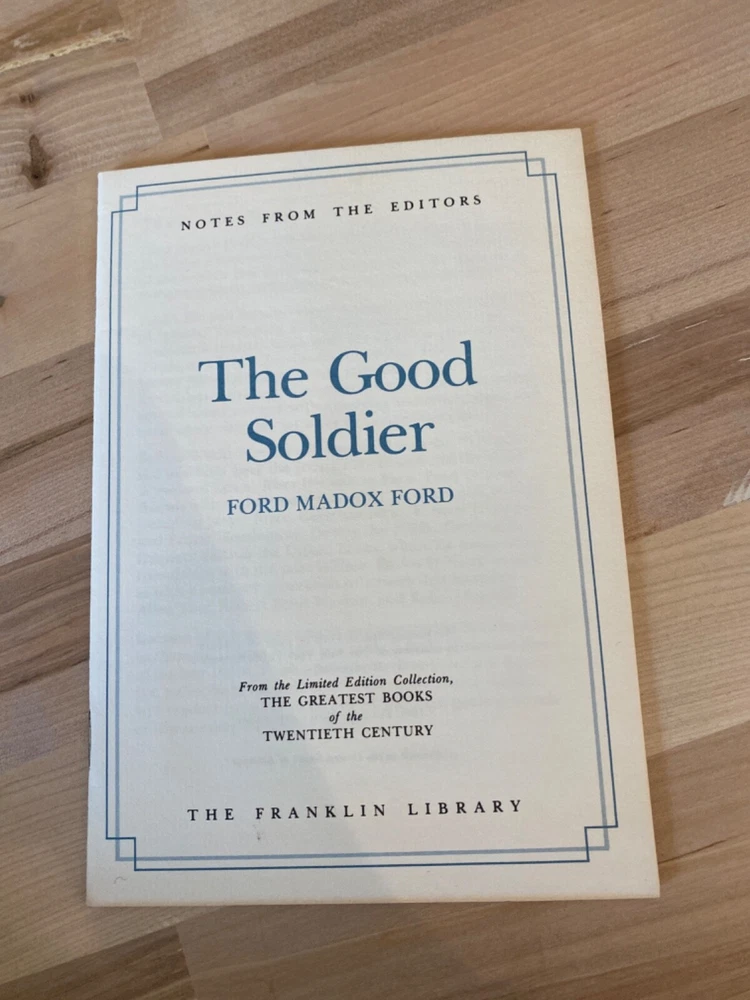 NOTES FROM THE EDITORS
The Good
Soldier
FORD MADOX FORD
From the Limited Edition Collection,
THE GREATEST BOOKS
of the
TWENTIETH CENTURY
THE FRANKLIN LIBRARY